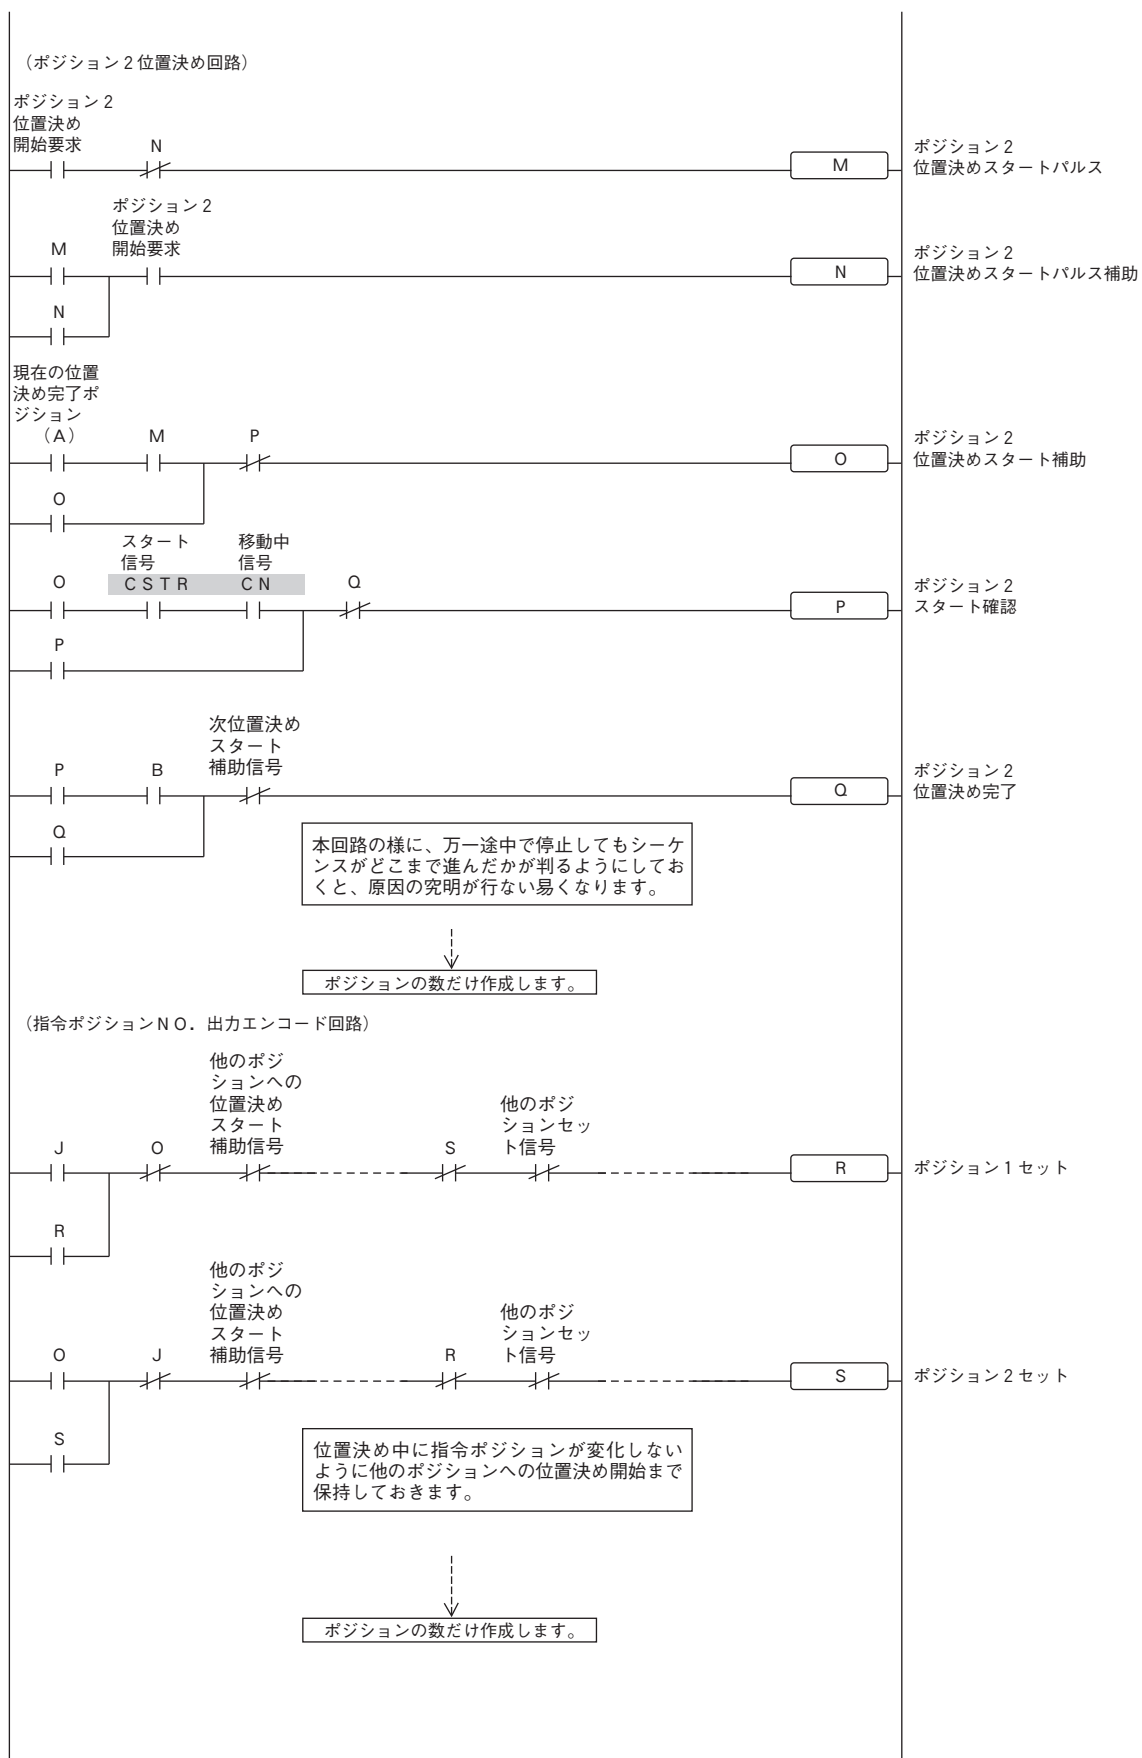 （ポジション２位置決め回路）
ポジション２
位置決め
開始要求
N
M
ポジション２
位置決めスタートパルス
ポジション２
位置決め
開始要求
M
N
ポジション２
位置決めスタートパルス補助
N
現在の位置
決め完了ポ
ジション
（A）
M
P
O
ポジション２
位置決めスタート補助
O
スタート
信号
CSTR
移動中
信号
CN
O
Q
P
ポジション２
スタート確認
P
次位置決め
スタート
補助信号
P
B
Q
ポジション２
位置決め完了
Q
本回路の様に、万一途中で停止してもシーケ
ンスがどこまで進んだかが判るようにしてお
くと、原因の究明が行ない易くなります。
ポジションの数だけ作成します。
（指令ポジションＮＯ．出力エンコード回路）
他のポジ
ションへの
位置決め
スタート
補助信号
他のポジ
ションセッ
ト信号
J
O
S
R
ポジション１セット
R
他のポジ
ションへの
位置決め
スタート
補助信号
他のポジ
ションセッ
ト信号
O
J
R
S
ポジション２セット
S
位置決め中に指令ポジションが変化しない
ように他のポジションへの位置決め開始まで
保持しておきます。
ポジションの数だけ作成します。